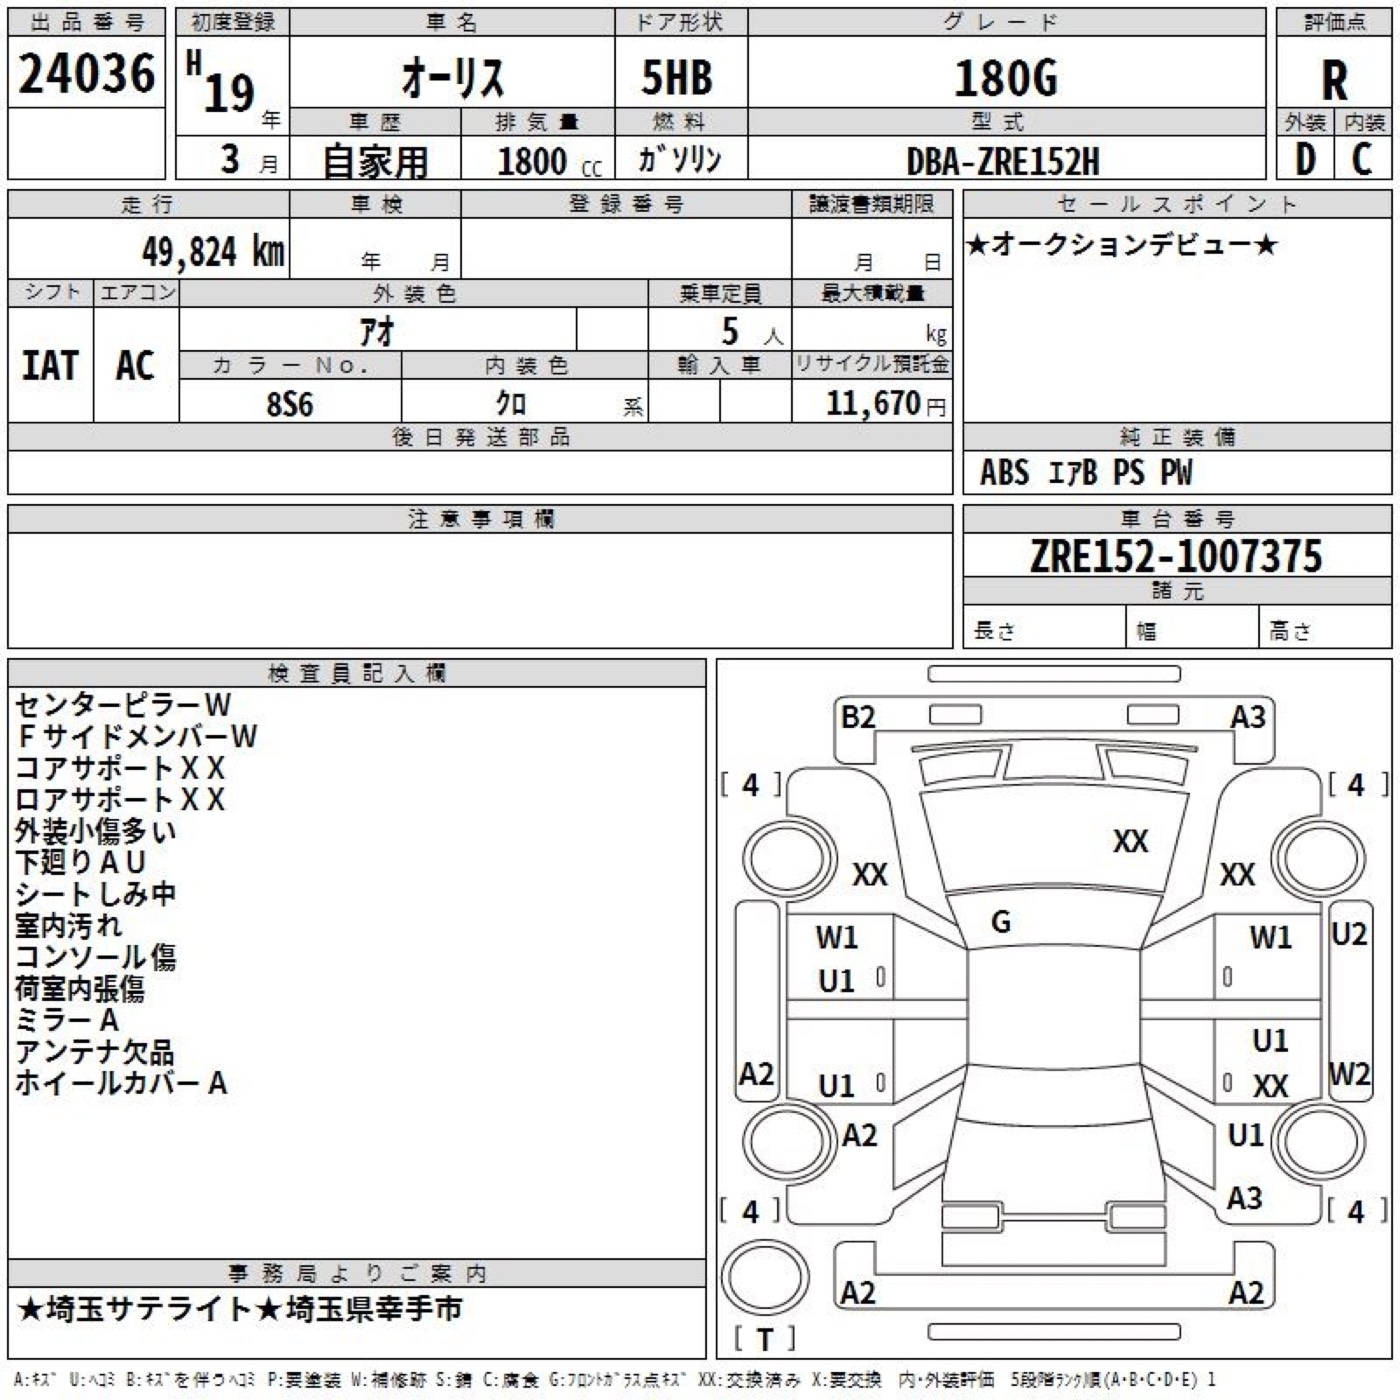 出品番号
24036
初度登録
H19年
3月
車名
オーリス
ドア形状
5HB
グレード
180G
車歴
自家用
排気量
1800 cc
燃料
ガソリン
型式
DBA-ZRE152H
評価点
R
外装 内装
D C
走行
49,824 km
車検
年 月
登録番号
譲渡書類期限
月 日
シフト
IAT
エアコン
AC
外装色
アオ
乗車定員
5人
最大積載量
kg
カラーNo.
8S6
内装色
クロ 系
輸入車
リサイクル預託金
11,670円
後日発送部品
セールスポイント
★オークションデビュー★
純正装備
ABS エアB PS PW
注意事項欄
車台番号
ZRE152-1007375
諸元
長さ 幅 高さ
検査員記入欄
センターピラーW
FサイドメンバーW
コアサポートXX
ロアサポートXX
外装小傷多い
下廻りAU
シートしみ中
室内汚れ
コンソール傷
荷室内張傷
ミラーA
アンテナ欠品
ホイールカバーA
事務局よりご案内
★埼玉サテライト★埼玉県幸手市
B2 A3
[4] [4]
XX
XX XX
G
W1 W1 U2
U1
U1
A2 U1 XX W2
A2 U1
A3
[4] [4]
A2 A2
[T]
A:キズ U:ヘコミ B:キズを伴うヘコミ P:要塗装 W:補修跡 S:錆 C:腐食 G:フロントガラス点キズ XX:交換済み X:要交換 内・外装評価 5段階ランク順(A・B・C・D・E) 1